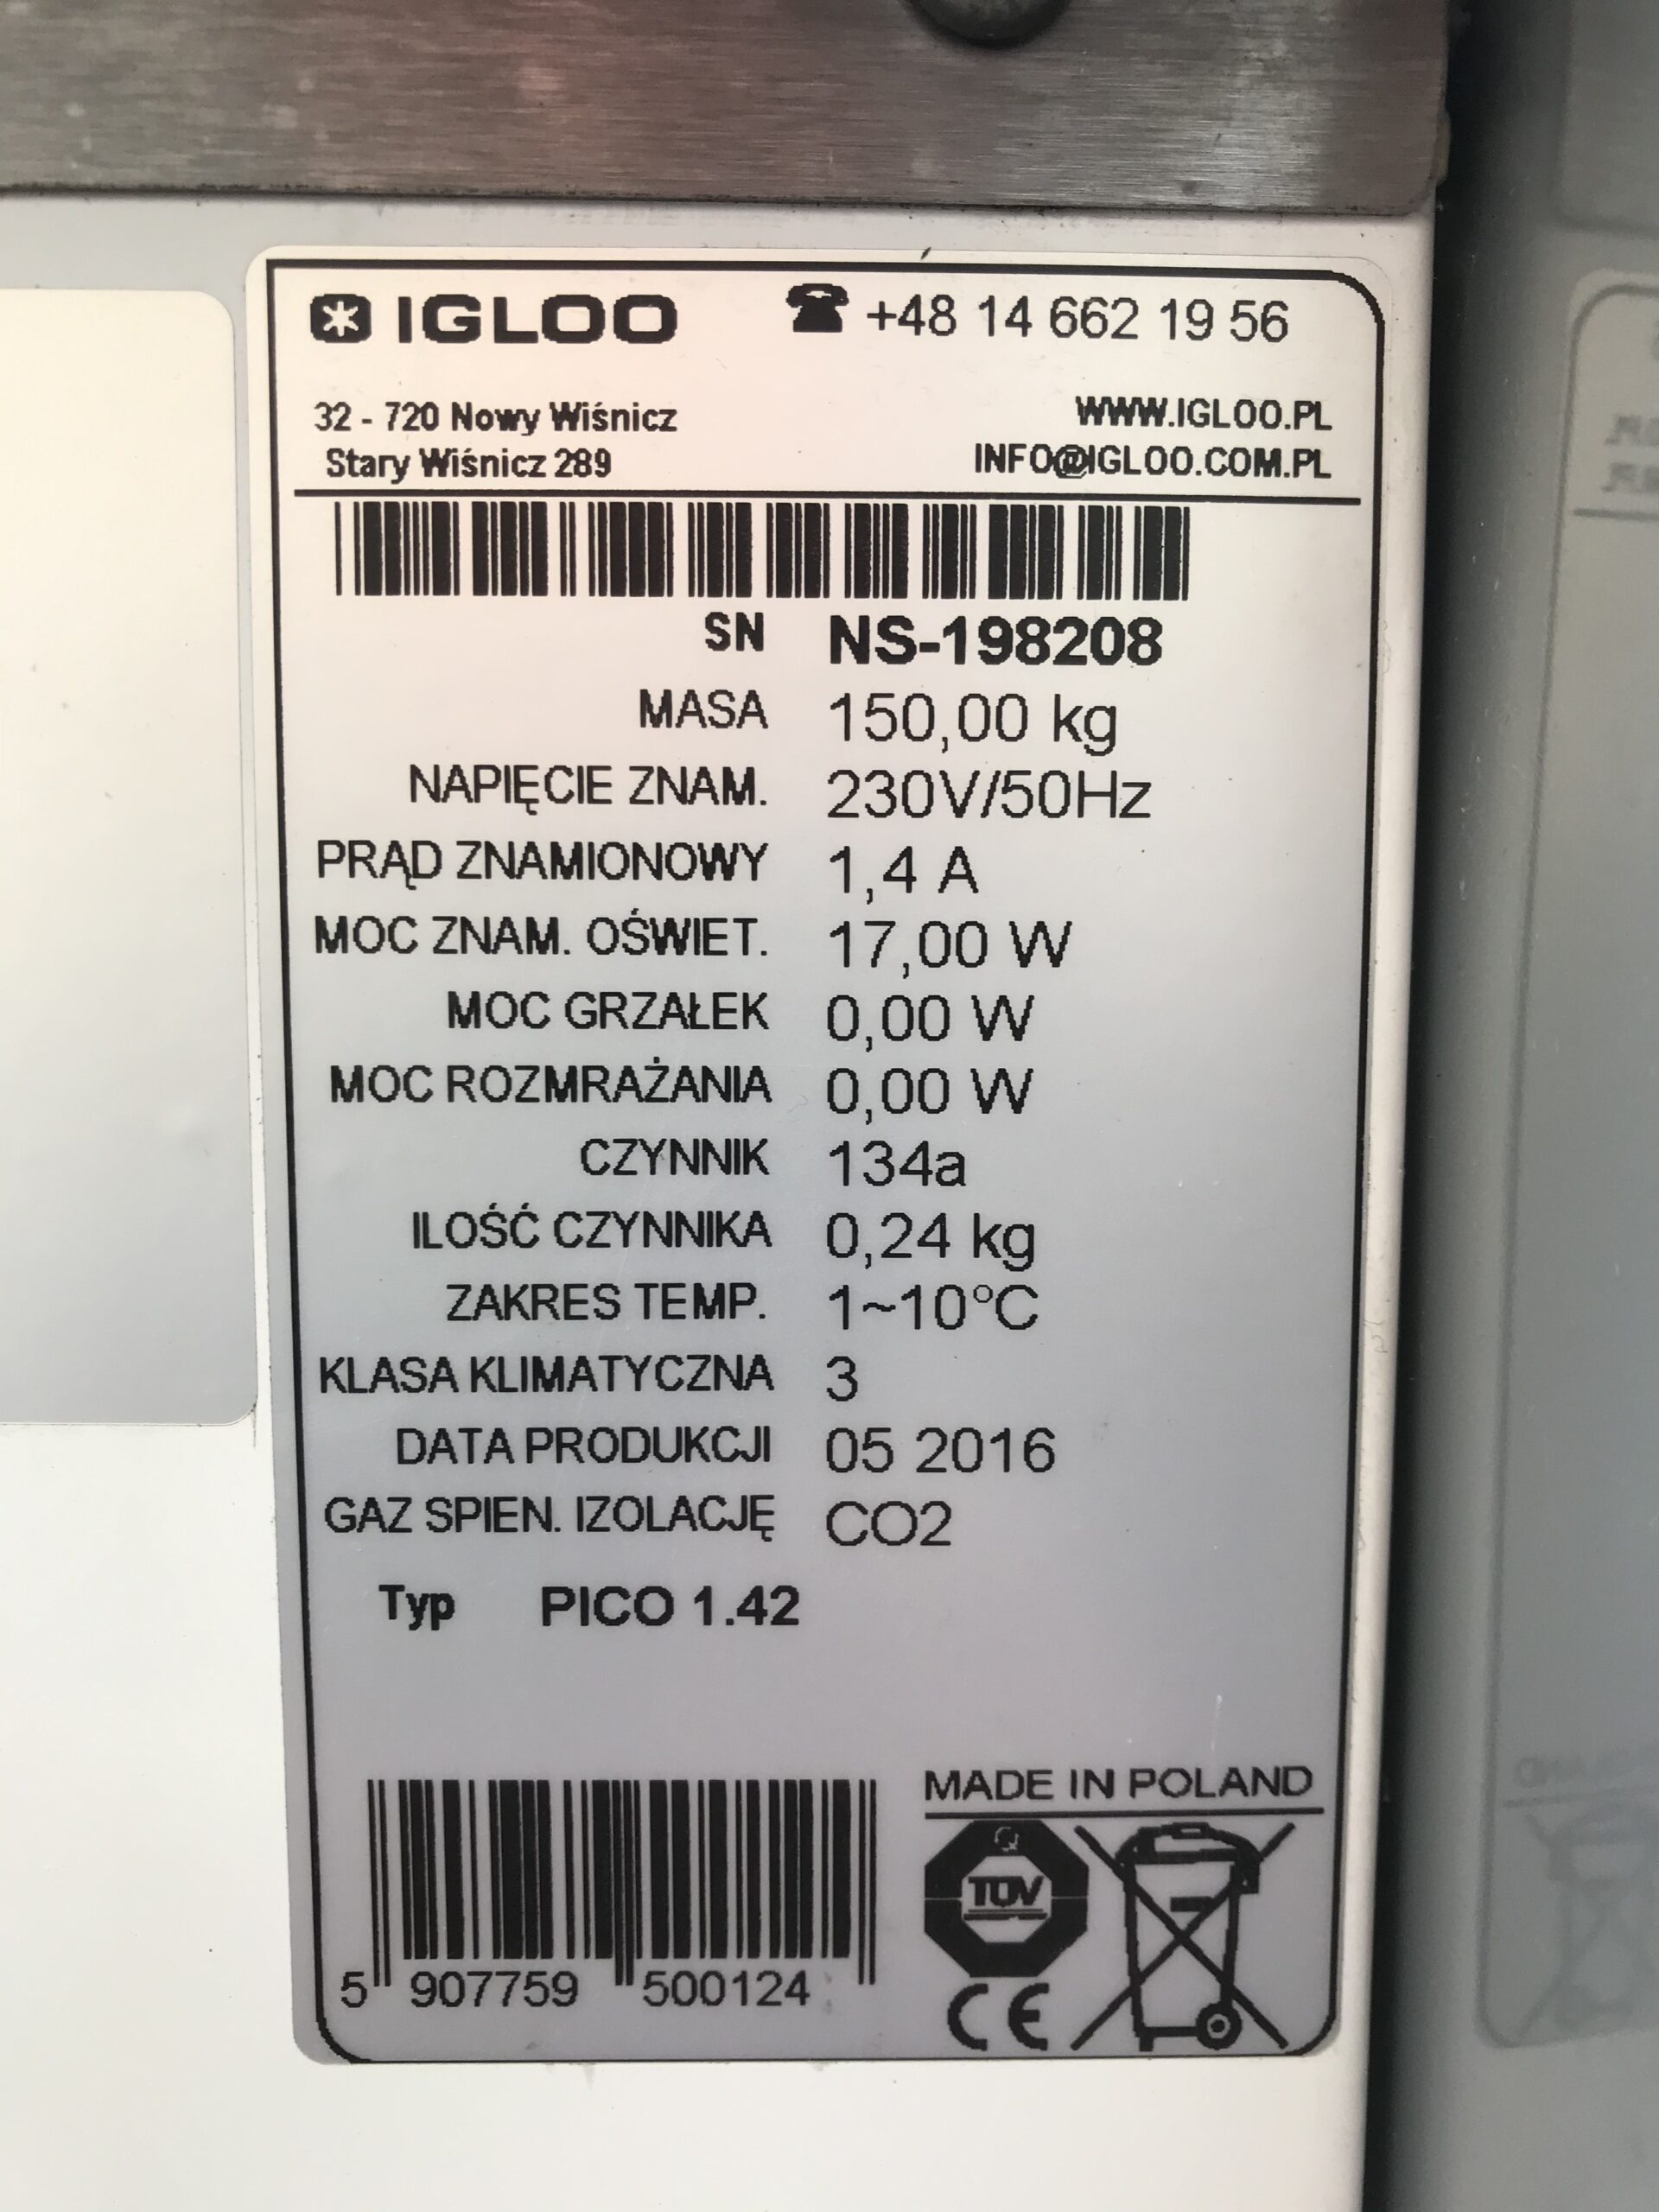 IGLOO +48 14 662 19 56
32 - 720 Nowy Wiśnicz WWW.IGLOO.PL
Stary Wiśnicz 289 INFO@IGLOO.COM.PL
SN NS-198208
MASA 150,00 kg
NAPIĘCIE ZNAM. 230V/50Hz
PRĄD ZNAMIONOWY 1,4 A
MOC ZNAM. OŚWIET. 17,00 W
MOC GRZAŁEK 0,00 W
MOC ROZMRAŻANIA 0,00 W
CZYNNIK 134a
ILOŚĆ CZYNNIKA 0,24 kg
ZAKRES TEMP. 1~10°C
KLASA KLIMATYCZNA 3
DATA PRODUKCJI 05 2016
GAZ SPIEN. IZOLACJĘ CO2
Typ PICO 1.42
MADE IN POLAND
TÜV
CE
5 907759 500124